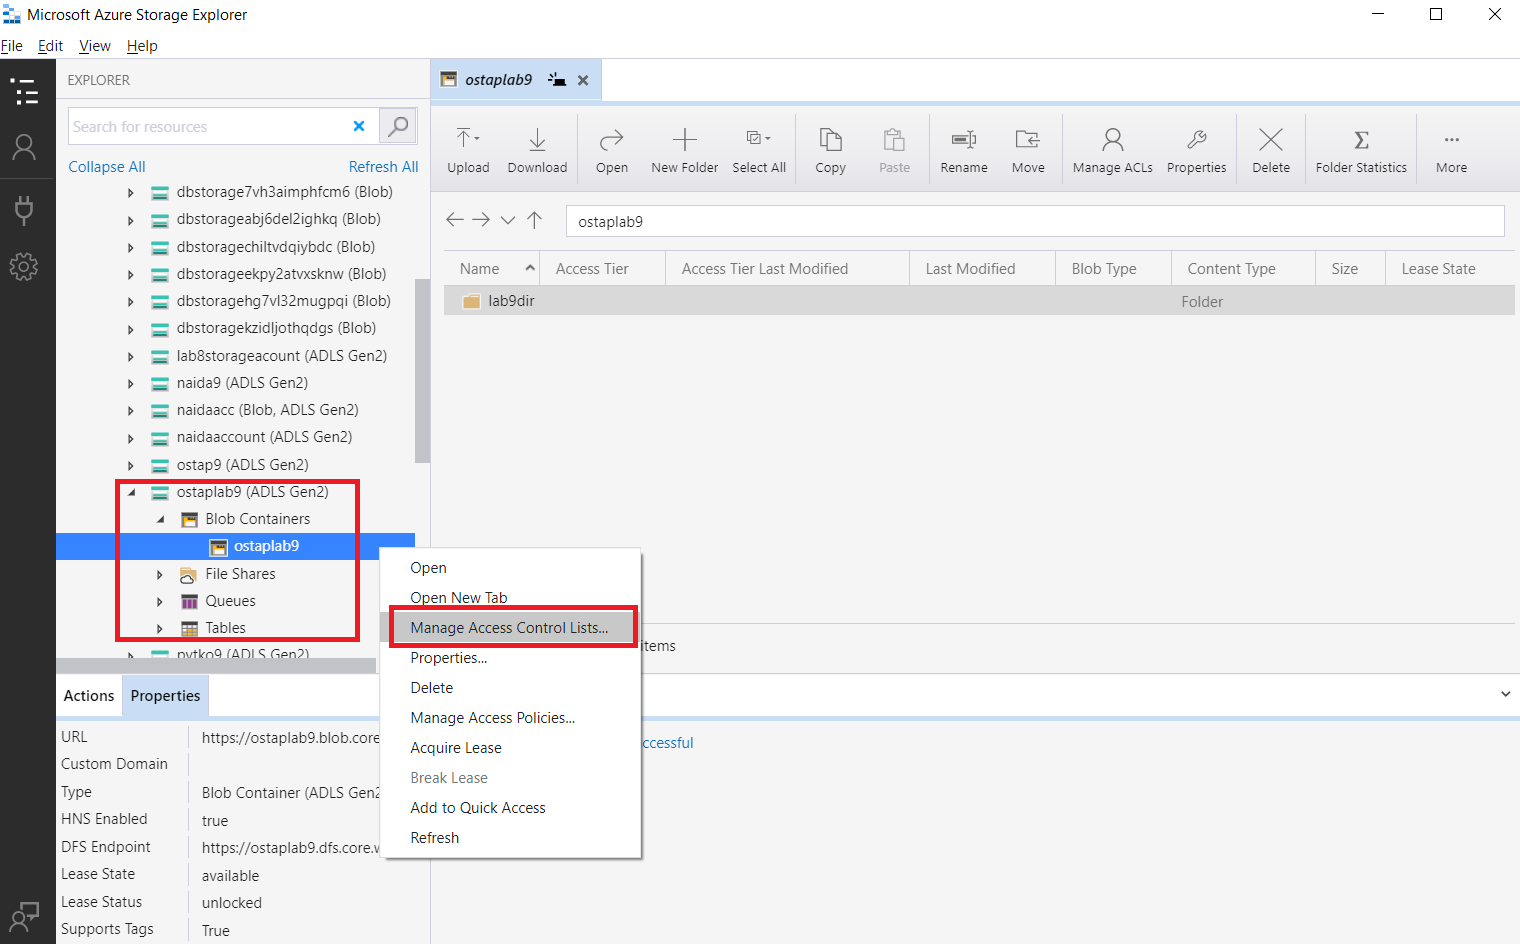 Microsoft Azure Storage Explorer
File Edit View Help
EXPLORER
Search for resources
Collapse All Refresh All
dbstorage7vh3aimphfcm6 (Blob)
dbstorageabj6del2ighkq (Blob)
dbstoragechiltvdqiybdc (Blob)
dbstorageekpy2atvxsknw (Blob)
dbstoragehg7vl32mugpqi (Blob)
dbstoragekzidljothqdgs (Blob)
lab8storageacount (ADLS Gen2)
naida9 (ADLS Gen2)
naidaacc (Blob, ADLS Gen2)
naidaaccount (ADLS Gen2)
ostap9 (ADLS Gen2)
ostaplab9 (ADLS Gen2)
Blob Containers
ostaplab9
File Shares
Queues
Tables
pytko9 (ADLS Gen2)
Actions Properties
URL https://ostaplab9.blob.core
Custom Domain
Type Blob Container (ADLS Gen2
HNS Enabled true
DFS Endpoint https://ostaplab9.dfs.core.w
Lease State available
Lease Status unlocked
Supports Tags True
ostaplab9
Upload Download Open New Folder Select All Copy Paste Rename Move Manage ACLs Properties Delete Folder Statistics More
ostaplab9
Name Access Tier Access Tier Last Modified Last Modified Blob Type Content Type Size Lease State
lab9dir Folder
items
ccessful
Open
Open New Tab
Manage Access Control Lists...
Properties...
Delete
Manage Access Policies...
Acquire Lease
Break Lease
Add to Quick Access
Refresh